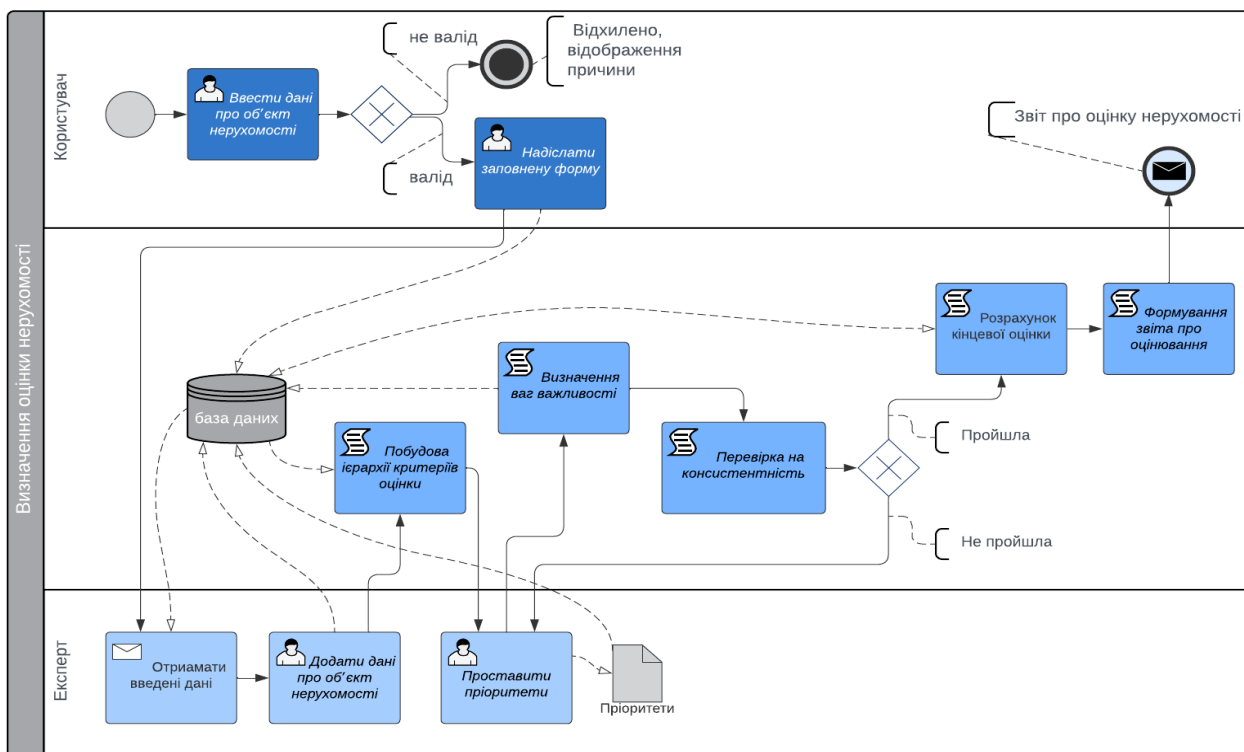 Визначення оцінки нерухомості
Користувач
Ввести дані
про об’єкт
нерухомості
не валід
Відхилено,
відображення
причини
валід
Надіслати
заповнену форму
Звіт про оцінку нерухомості
база даних
Побудова
ієрархії критеріїв
оцінки
Визначення
ваг важливості
Перевірка на
консистентність
Розрахунок
кінцевої оцінки
Формування
звіта про
оцінювання
Пройшла
Не пройшла
Експерт
Отриамати
введені дані
Додати дані
про об’єкт
нерухомості
Проставити
пріоритети
Пріоритети